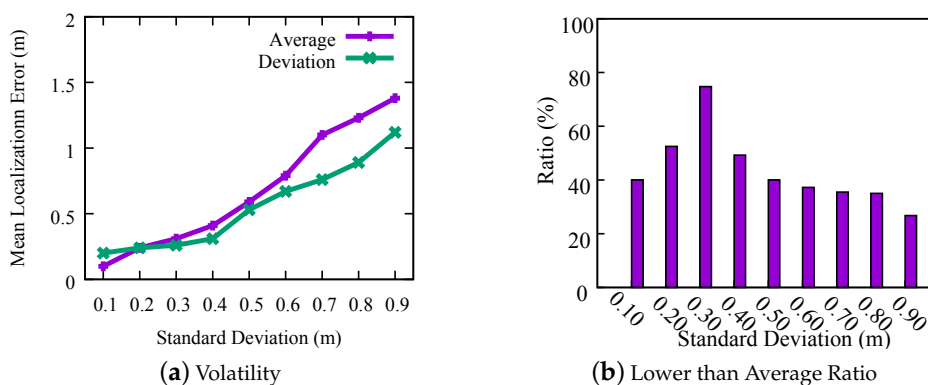 2
1.5
1
0.5
0
Mean Localizationn Error (m)
Average
Deviation
0.1 0.2 0.3 0.4 0.5 0.6 0.7 0.8 0.9
Standard Deviation (m)
(a) Volatility
100
80
60
40
20
0
Ratio (%)
0.10 0.20 0.30 0.40 0.50 0.60 0.70 0.80 0.90
Standard Deviation (m)
(b) Lower than Average Ratio